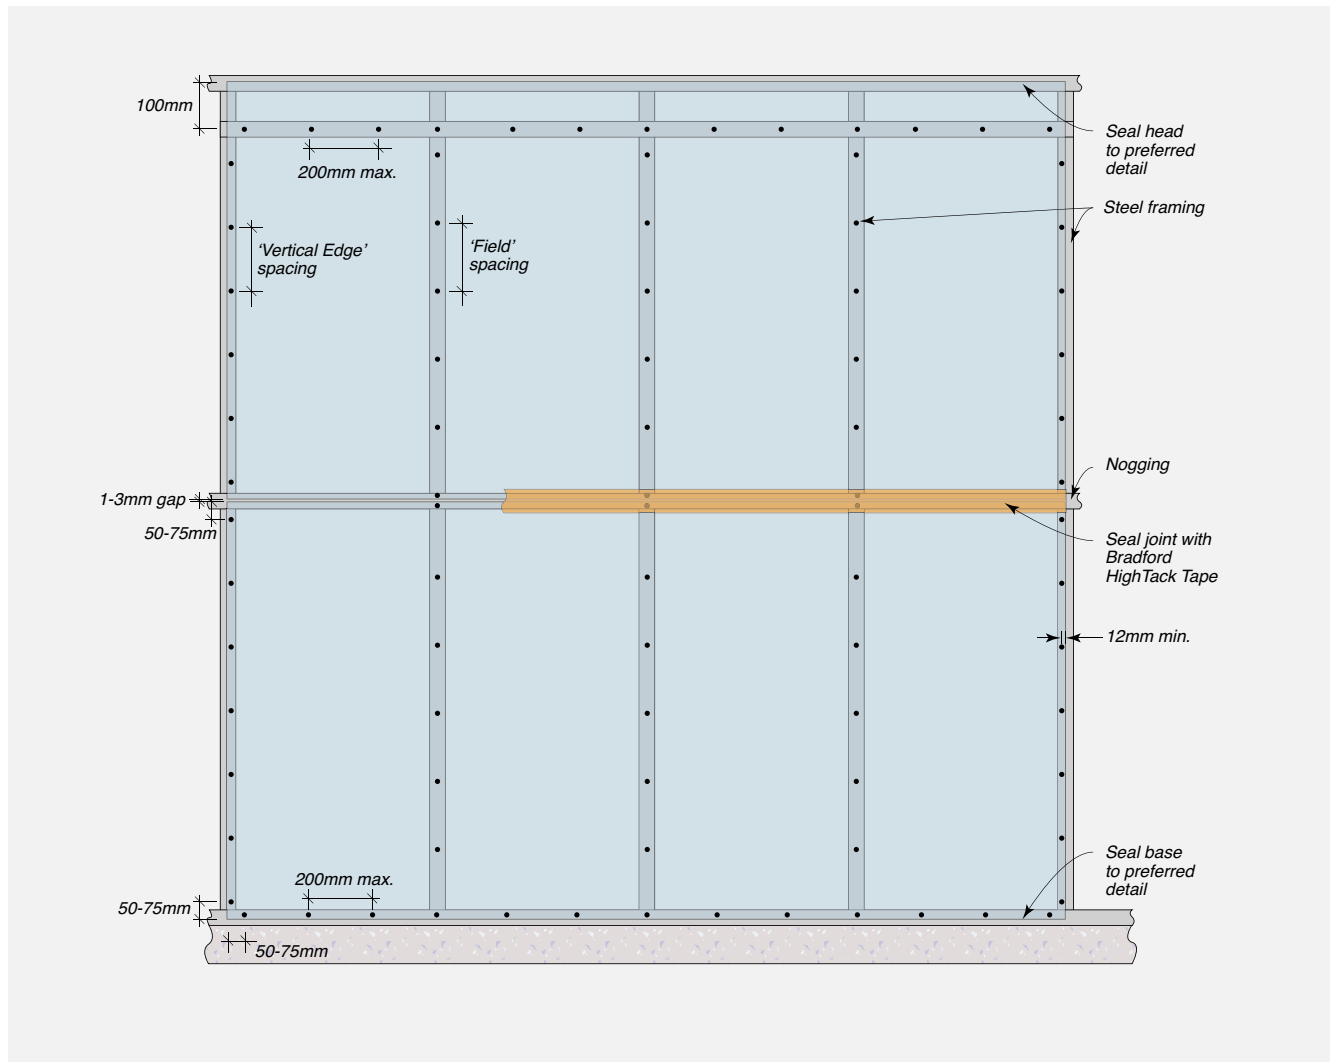 100mm
200mm max.
Seal head
to preferred
detail
Steel framing
‘Vertical Edge’
spacing
‘Field’
spacing
Nogging
1-3mm gap
50-75mm
Seal joint with
Bradford
HighTack Tape
12mm min.
Seal base
to preferred
detail
200mm max.
50-75mm
50-75mm